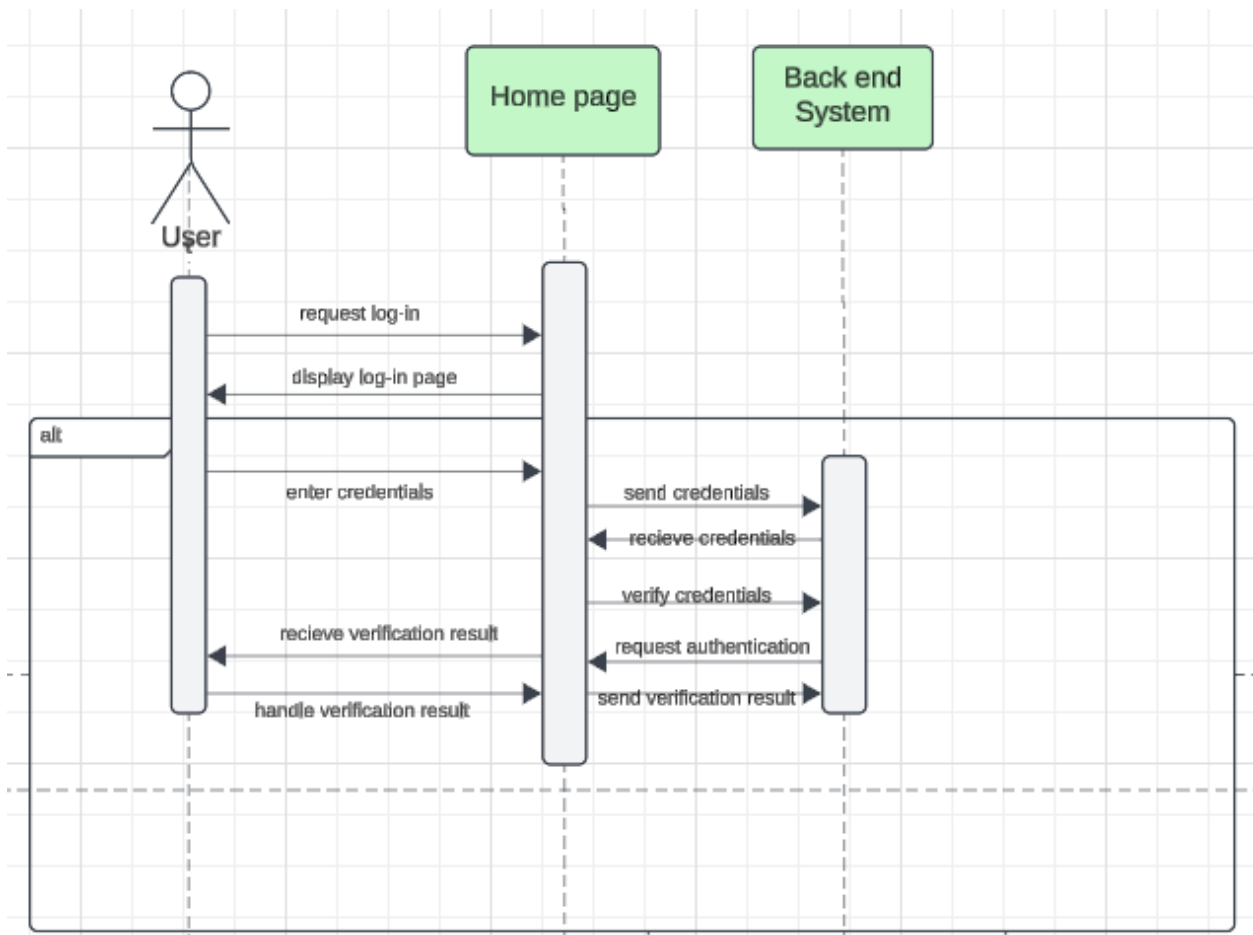 Home page
Back end
System
User
request log-in
display log-in page
alt
enter credentials
send credentials
recieve credentials
verify credentials
recieve verification result
request authentication
handle verification result
send verification result